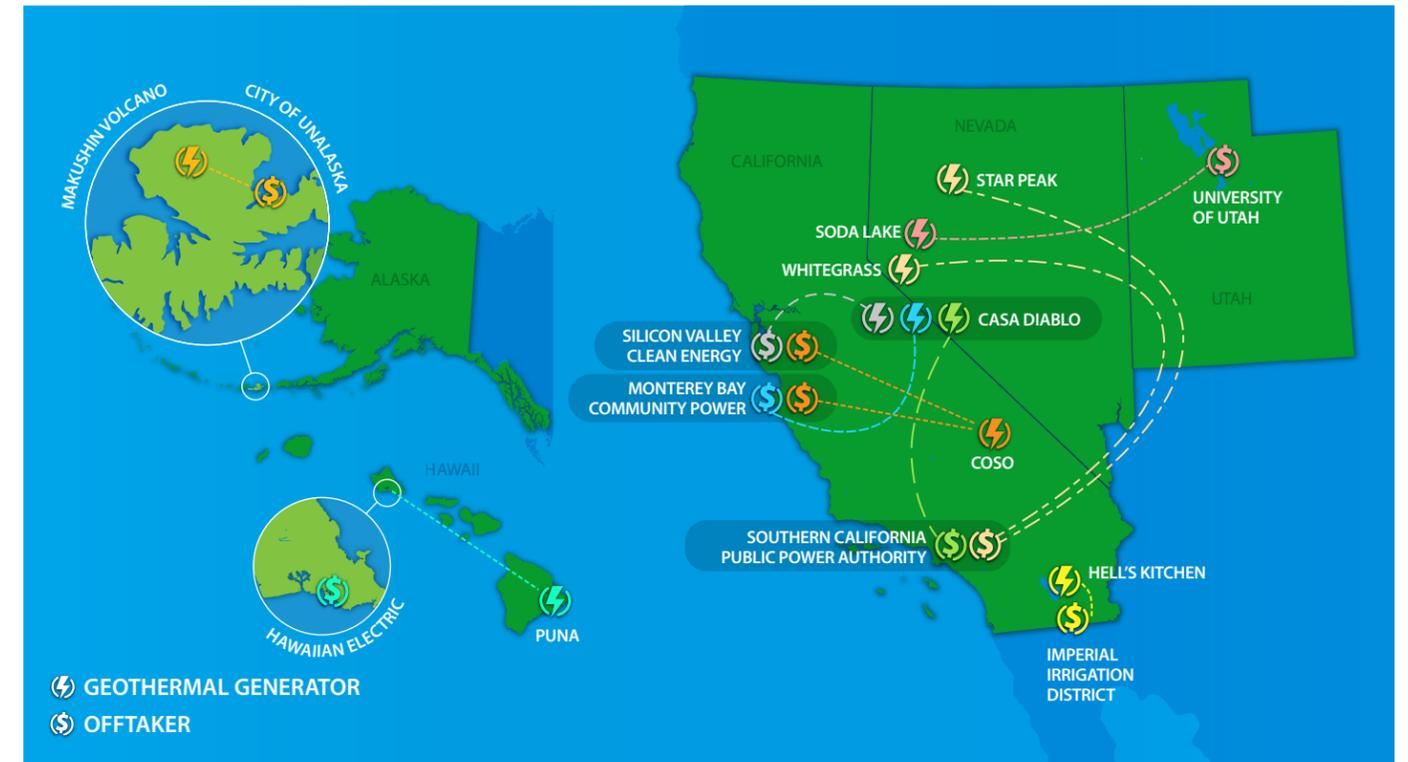 MAKUSHIN VOLCANO
CITY OF UNALASKA
ALASKA
HAWAII
HAWAIIAN ELECTRIC
PUNA
GEOTHERMAL GENERATOR
OFFTAKER
CALIFORNIA
NEVADA
UTAH
STAR PEAK
UNIVERSITY
OF UTAH
SODA LAKE
WHITEGRASS
CASA DIABLO
SILICON VALLEY
CLEAN ENERGY
MONTEREY BAY
COMMUNITY POWER
COSO
SOUTHERN CALIFORNIA
PUBLIC POWER AUTHORITY
HELL'S KITCHEN
IMPERIAL
IRRIGATION
DISTRICT